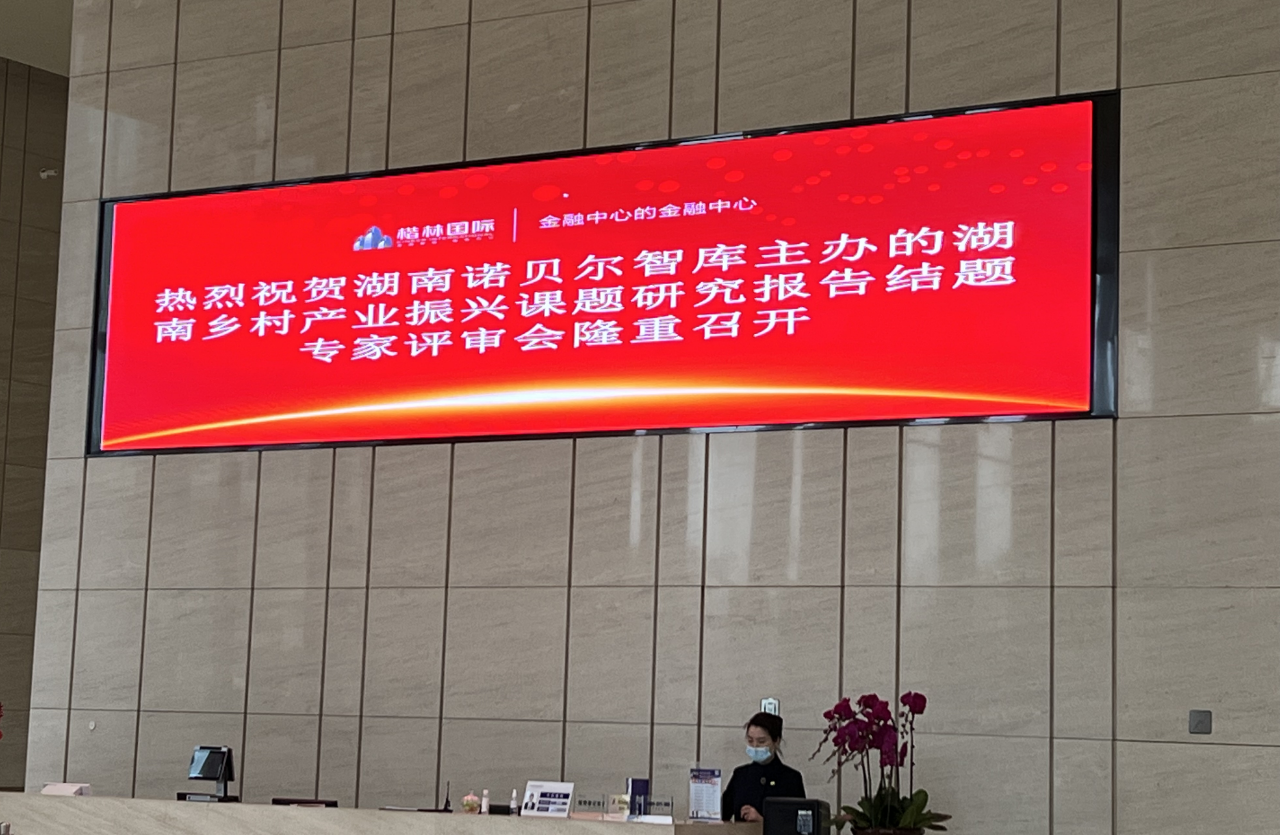 楷林国际 金融中心的金融中心
热烈祝贺湖南诺贝尔智库主办的湖
南乡村产业振兴课题研究报告结题
专家评审会隆重召开